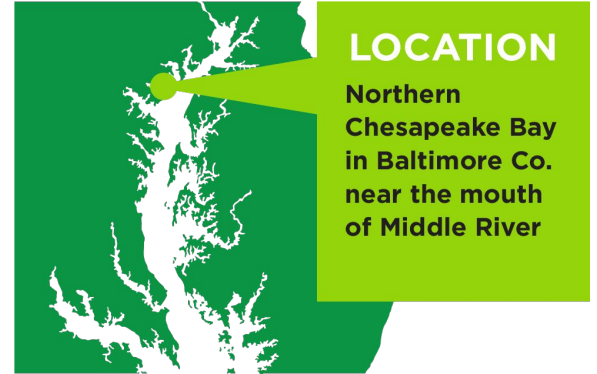 LOCATION
Northern
Chesapeake Bay
in Baltimore Co.
near the mouth
of Middle River